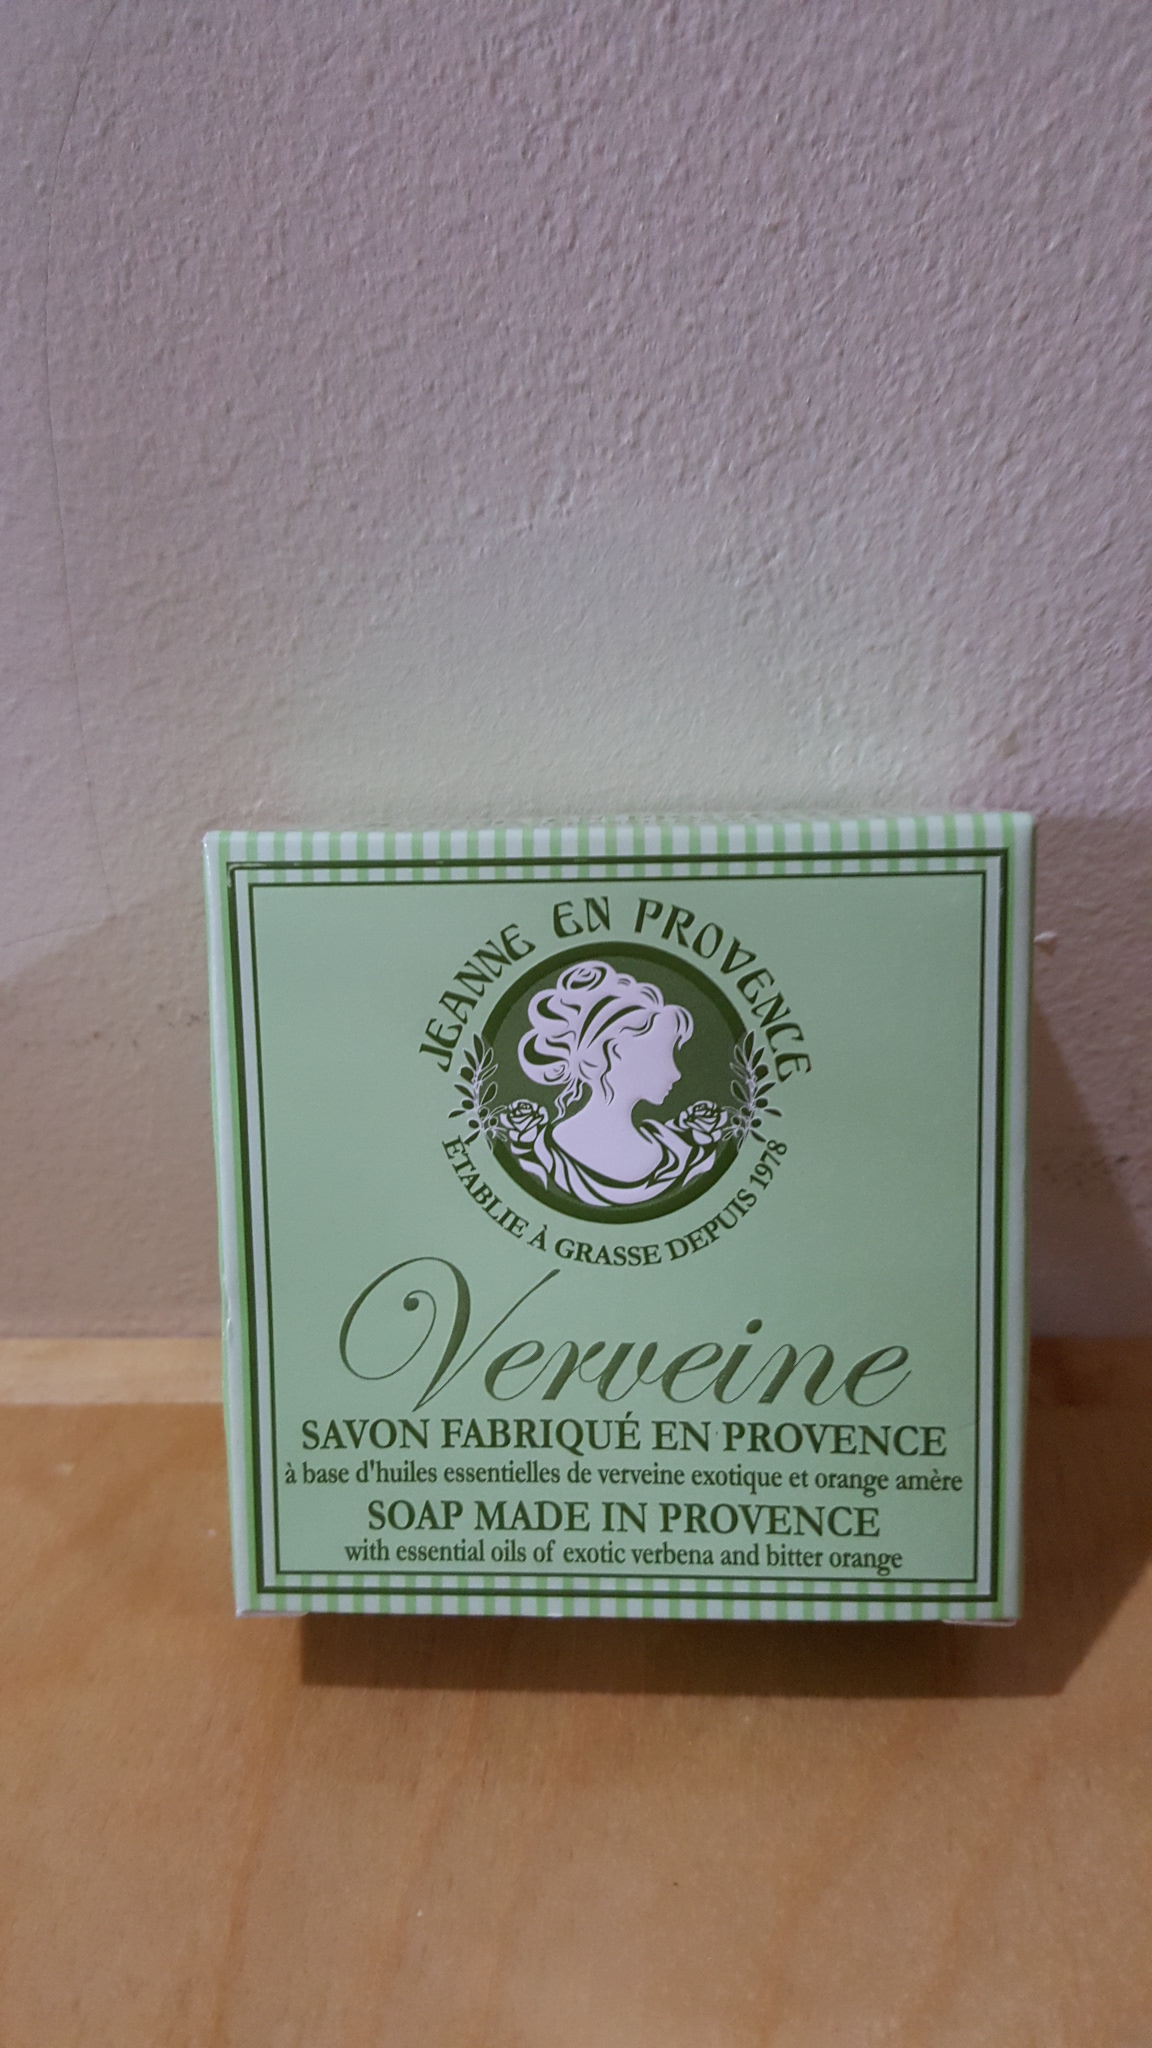 JEANNE EN PROVENCE
ÉTABLIE À GRASSE DEPUIS 1978
Verveine
SAVON FABRIQUÉ EN PROVENCE
à base d'huiles essentielles de verveine exotique et orange amère
SOAP MADE IN PROVENCE
with essential oils of exotic verbena and bitter orange